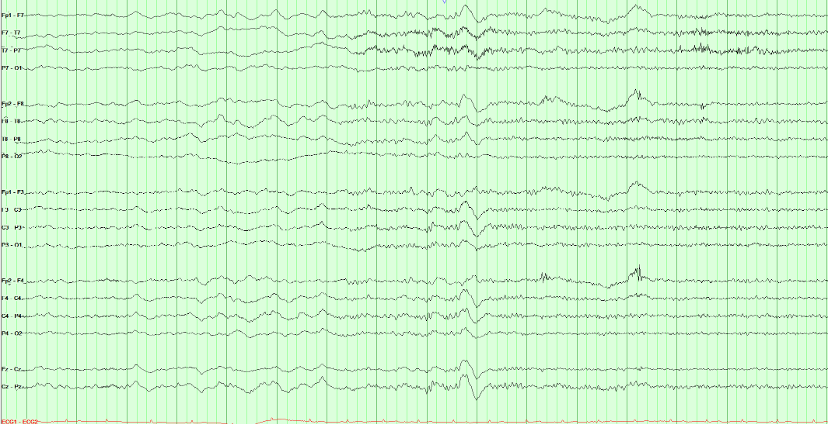 Fp1 - F7
F7 - T7
T7 - P7
P7 - O1
Fp2 - F8
F8 - T8
T8 - P8
P8 - O2
Fp1 - F3
F3 - C3
C3 - P3
P3 - O1
Fp2 - F4
F4 - C4
C4 - P4
P4 - O2
Fz - Cz
Cz - Pz
ECG1 - ECG2